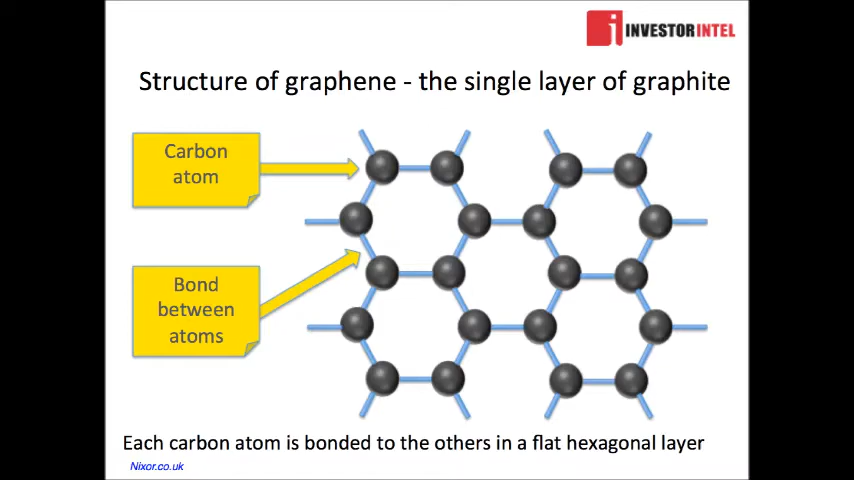 INVESTORINTEL
Structure of graphene - the single layer of graphite
Carbon
atom
Bond
between
atoms
Each carbon atom is bonded to the others in a flat hexagonal layer
Nixor.co.uk